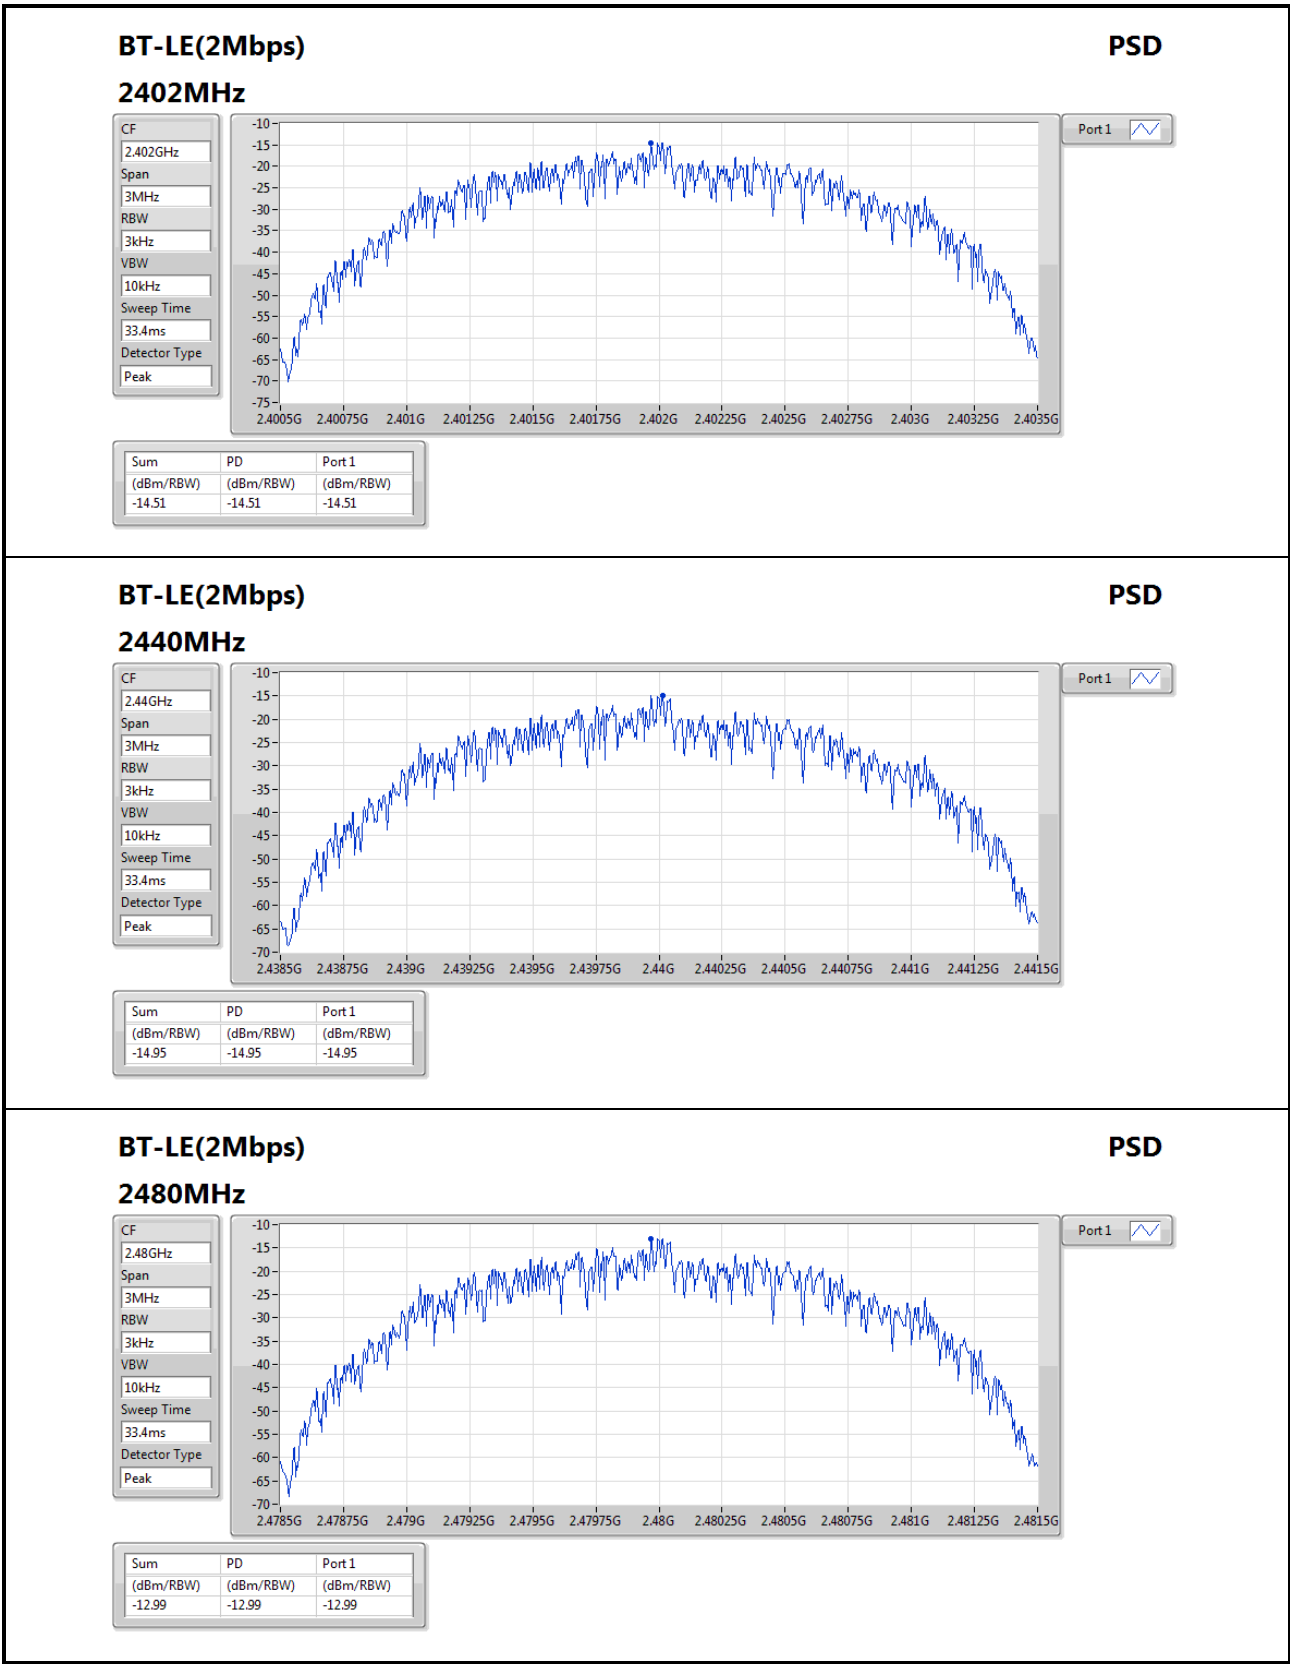 BT-LE(2Mbps) PSD
2402MHz
CF
2.402GHz
Span
3MHz
RBW
3kHz
VBW
10kHz
Sweep Time
33.4ms
Detector Type
Peak
-10
-15
-20
-25
-30
-35
-40
-45
-50
-55
-60
-65
-70
-75
2.4005G 2.40075G 2.401G 2.40125G 2.4015G 2.40175G 2.402G 2.40225G 2.4025G 2.40275G 2.403G 2.40325G 2.4035G
Port 1
Sum PD Port 1
(dBm/RBW) (dBm/RBW) (dBm/RBW)
-14.51 -14.51 -14.51
BT-LE(2Mbps) PSD
2440MHz
CF
2.44GHz
Span
3MHz
RBW
3kHz
VBW
10kHz
Sweep Time
33.4ms
Detector Type
Peak
-10
-15
-20
-25
-30
-35
-40
-45
-50
-55
-60
-65
-70
2.4385G 2.43875G 2.439G 2.43925G 2.4395G 2.43975G 2.44G 2.44025G 2.4405G 2.44075G 2.441G 2.44125G 2.4415G
Port 1
Sum PD Port 1
(dBm/RBW) (dBm/RBW) (dBm/RBW)
-14.95 -14.95 -14.95
BT-LE(2Mbps) PSD
2480MHz
CF
2.48GHz
Span
3MHz
RBW
3kHz
VBW
10kHz
Sweep Time
33.4ms
Detector Type
Peak
-10
-15
-20
-25
-30
-35
-40
-45
-50
-55
-60
-65
-70
2.4785G 2.47875G 2.479G 2.47925G 2.4795G 2.47975G 2.48G 2.48025G 2.4805G 2.48075G 2.481G 2.48125G 2.4815G
Port 1
Sum PD Port 1
(dBm/RBW) (dBm/RBW) (dBm/RBW)
-12.99 -12.99 -12.99